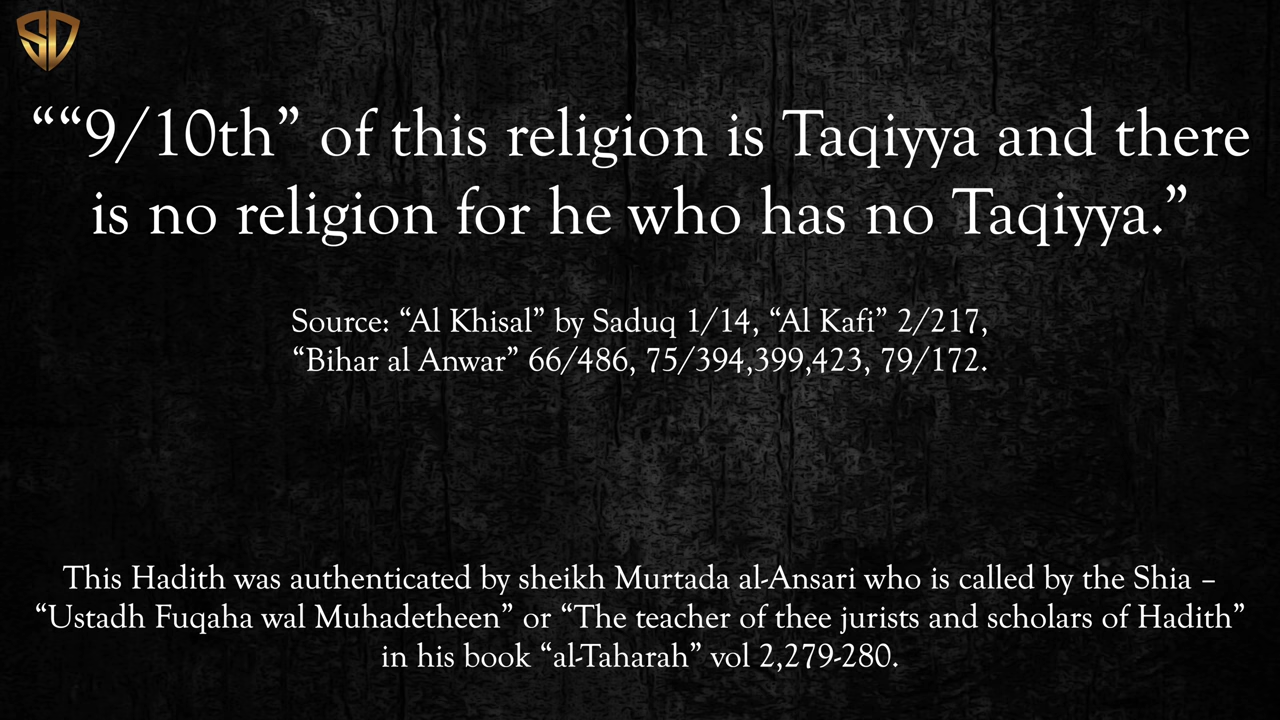 SD
““9/10th” of this religion is Taqiyya and there
is no religion for he who has no Taqiyya.”
Source: “Al Khisal” by Saduq 1/14, “Al Kafi” 2/217,
“Bihar al Anwar” 66/486, 75/394,399,423, 79/172.
This Hadith was authenticated by sheikh Murtada al-Ansari who is called by the Shia –
“Ustadh Fuqaha wal Muhadetheen” or “The teacher of thee jurists and scholars of Hadith”
in his book “al-Taharah” vol 2,279-280.